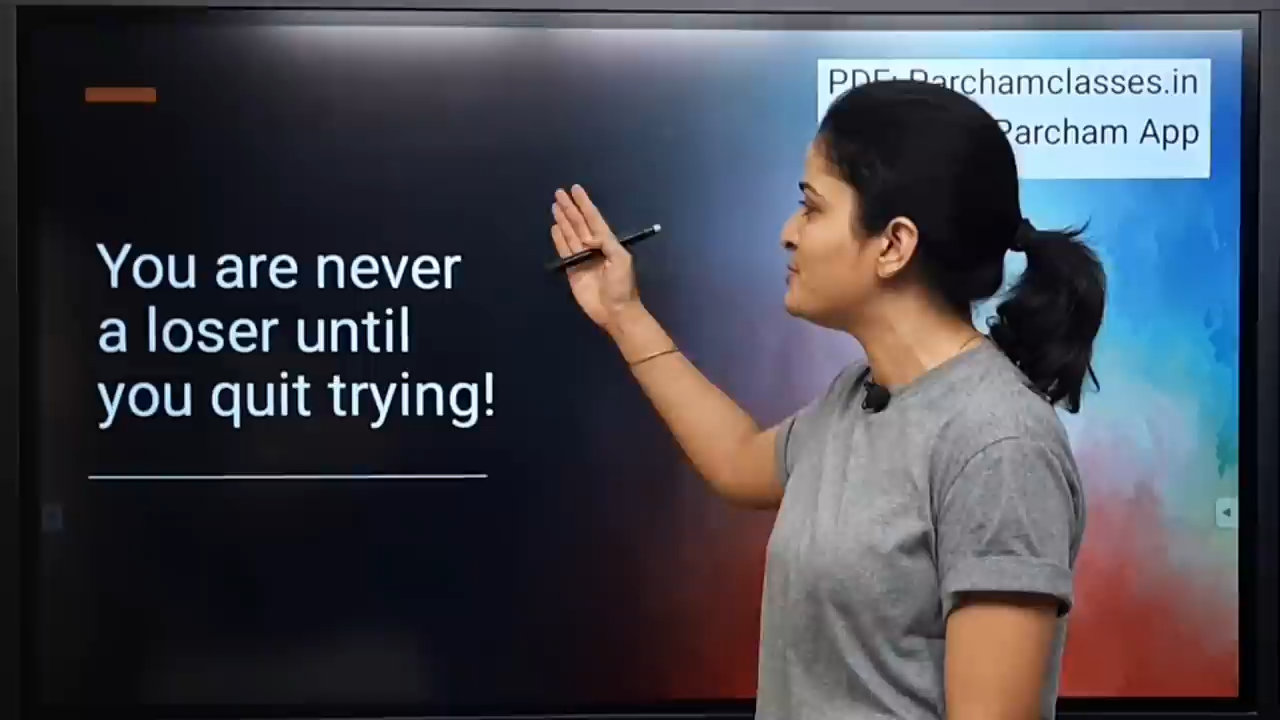 PDF: Parchamclasses.in
Parcham App
You are never
a loser until
you quit trying!